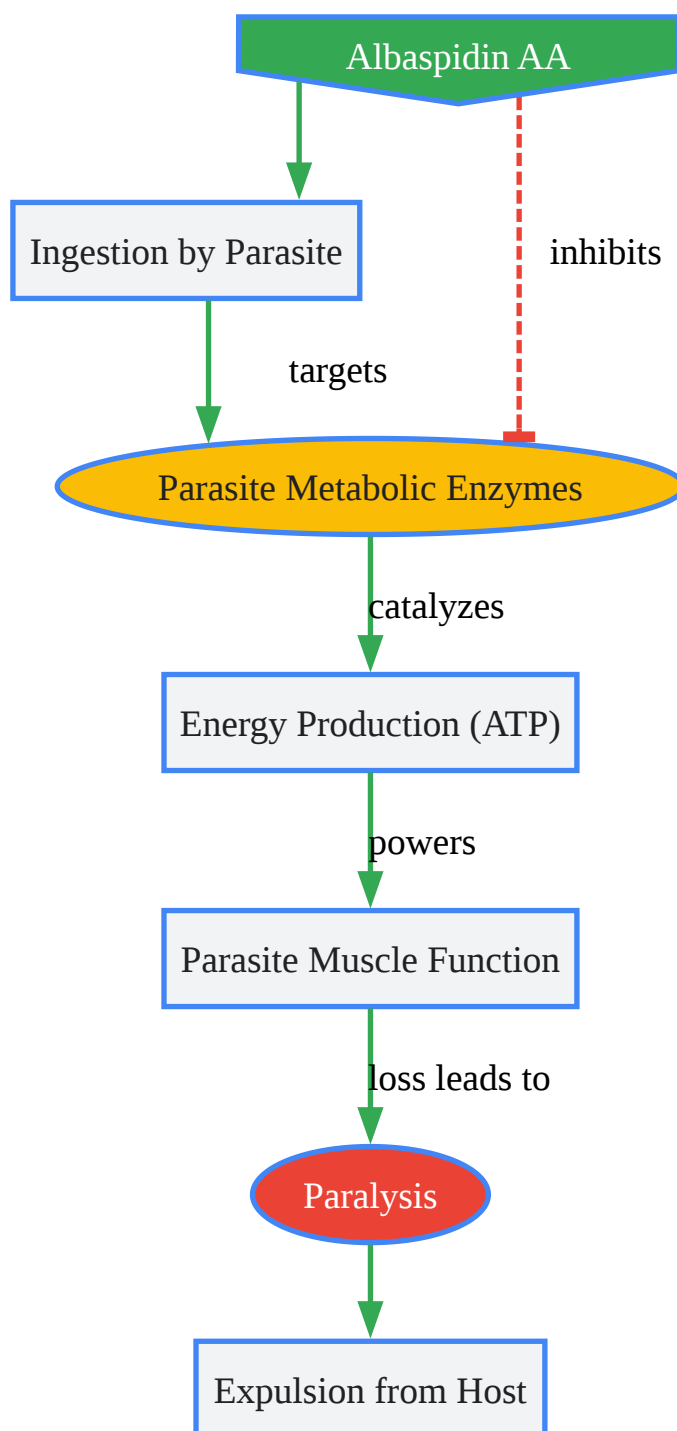 Albaspidin AA
Ingestion by Parasite
inhibits
targets
Parasite Metabolic Enzymes
catalyzes
Energy Production (ATP)
powers
Parasite Muscle Function
loss leads to
Paralysis
Expulsion from Host